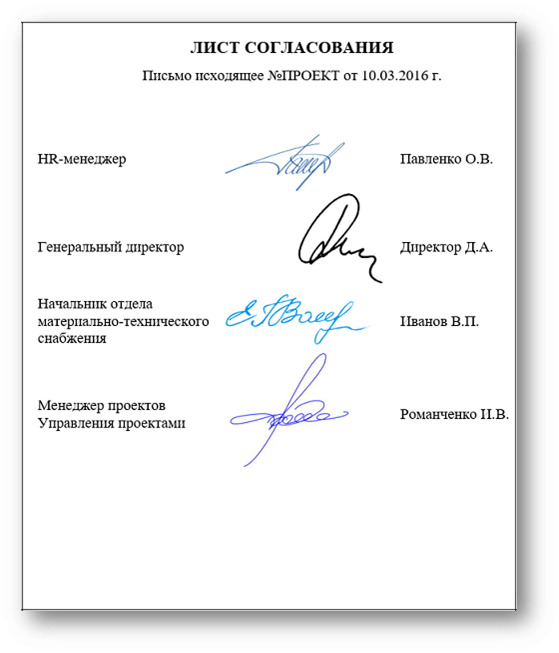 ЛИСТ СОГЛАСОВАНИЯ
Письмо исходящее №ПРОЕКТ от 10.03.2016 г.
HR-менеджер Павленко О.В.
Генеральный директор Директор Д.А.
Начальник отдела
материально-технического Иванов В.П.
снабжения
Менеджер проектов Романченко И.В.
Управления проектами